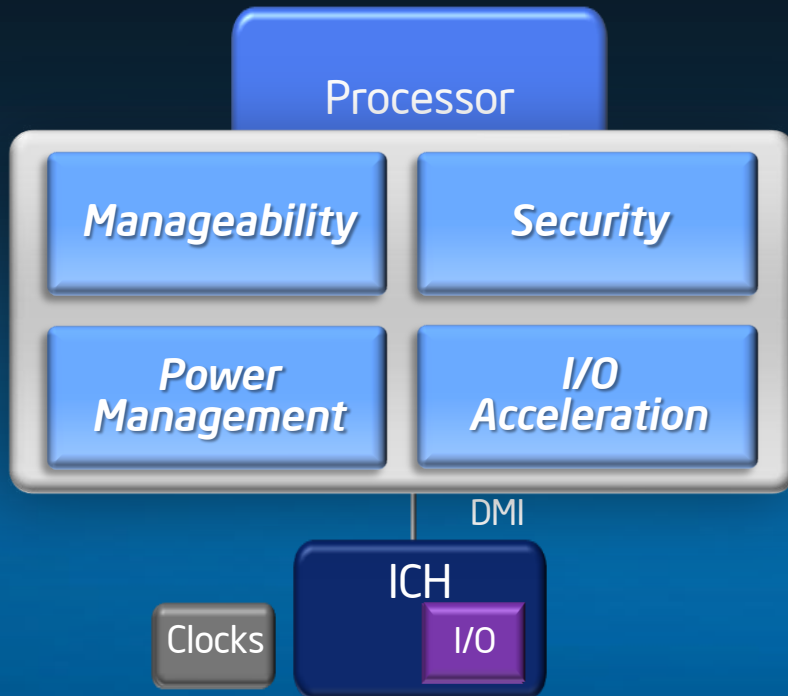 Processor
Manageability
Security
Power
Management
I/O
Acceleration
DMI
ICH
Clocks
I/O